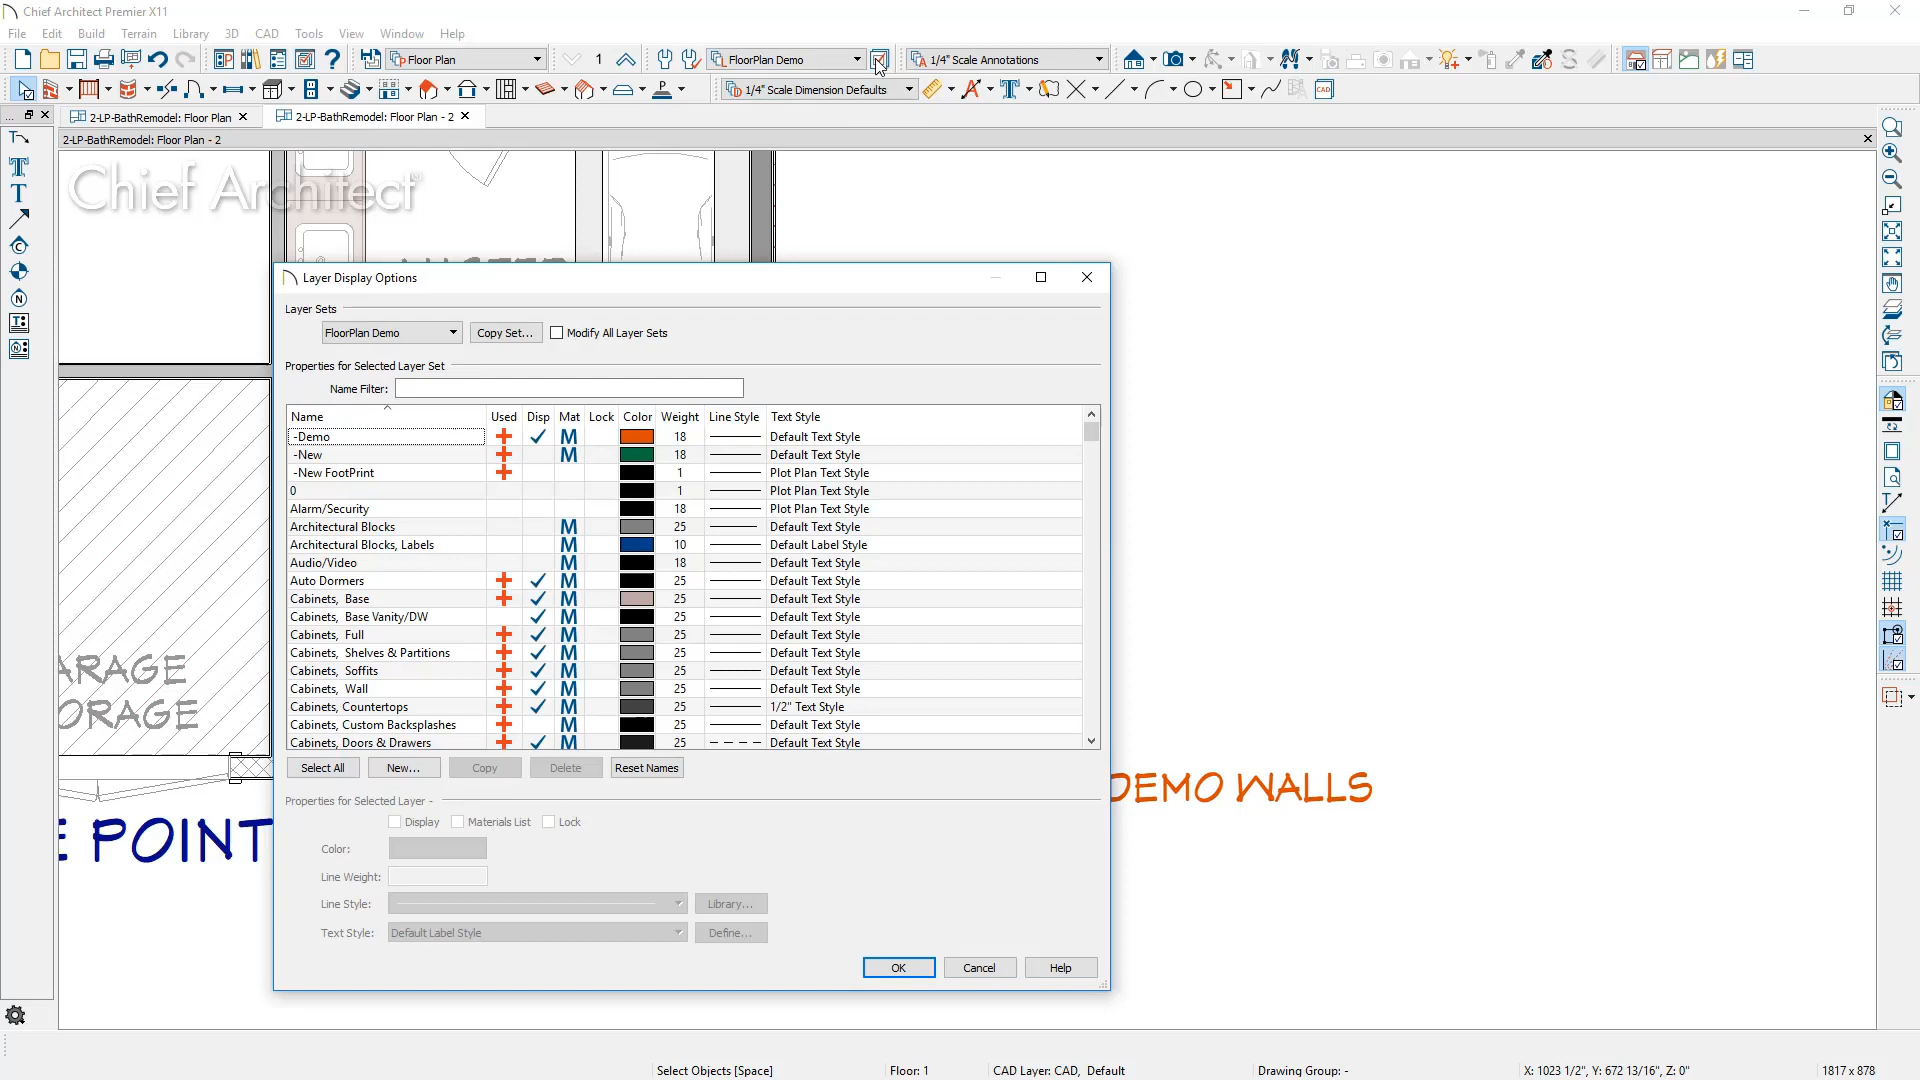 Chief Architect Premier X11
File Edit Build Terrain Library 3D CAD Tools View Window Help
Floor Plan 1 FloorPlan Demo 1/4" Scale Annotations
1/4" Scale Dimension Defaults
2-LP-BathRemodel: Floor Plan 2-LP-BathRemodel: Floor Plan - 2
2-LP-BathRemodel: Floor Plan - 2
Chief Architect®
Layer Display Options
Layer Sets
FloorPlan Demo Copy Set... Modify All Layer Sets
Properties for Selected Layer Set
Name Filter:
Name Used Disp Mat Lock Color Weight Line Style Text Style
-Demo M 18 Default Text Style
-New M 18 Default Text Style
-New FootPrint 1 Plot Plan Text Style
0 1 Plot Plan Text Style
Alarm/Security 18 Plot Plan Text Style
Architectural Blocks M 25 Default Text Style
Architectural Blocks, Labels M 10 Default Label Style
Audio/Video M 18 Default Text Style
Auto Dormers M 25 Default Text Style
Cabinets, Base M 25 Default Text Style
Cabinets, Base Vanity/DW M 25 Default Text Style
Cabinets, Full M 25 Default Text Style
Cabinets, Shelves & Partitions M 25 Default Text Style
Cabinets, Soffits M 25 Default Text Style
Cabinets, Wall M 25 Default Text Style
Cabinets, Countertops M 25 1/2" Text Style
Cabinets, Custom Backsplashes M 25 Default Text Style
Cabinets, Doors & Drawers M 25 Default Text Style
Select All New... Copy Delete Reset Names
Properties for Selected Layer -
Display Materials List Lock
Color:
Line Weight:
Line Style: Library...
Text Style: Default Label Style Define...
OK Cancel Help
ARAGE
ORAGE
E POINT
DEMO WALLS
Select Objects [Space] Floor: 1 CAD Layer: CAD, Default Drawing Group: - X: 1023 1/2", Y: 672 13/16", Z: 0" 1817 x 878